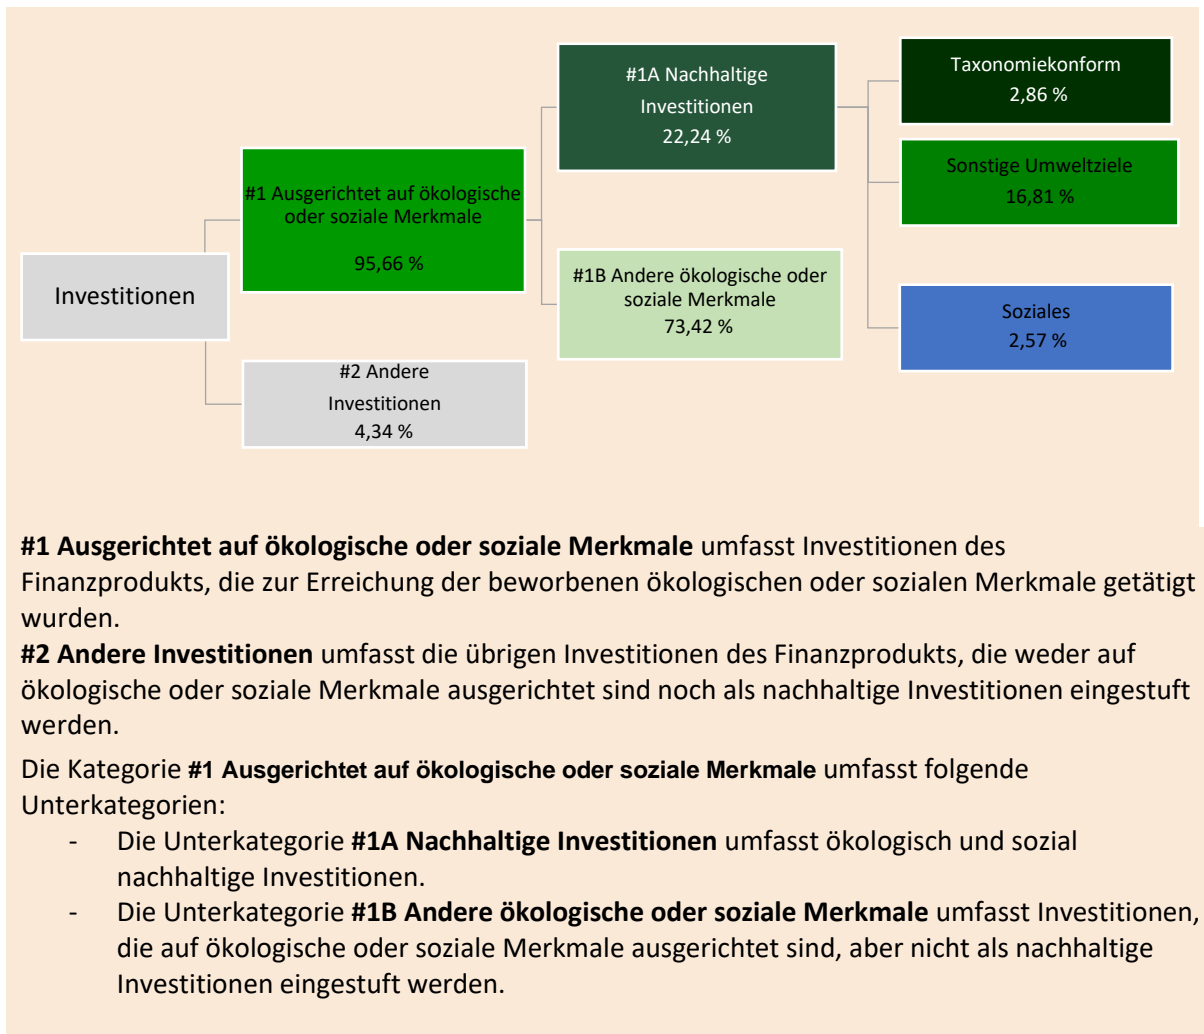 #1A Nachhaltige
Investitionen
22,24 %
Taxonomiekonform
2,86 %
Sonstige Umweltziele
16,81 %
#1 Ausgerichtet auf ökologische
oder soziale Merkmale
95,66 %
Investitionen
#1B Andere ökologische oder
soziale Merkmale
73,42 %
Soziales
2,57 %
#2 Andere
Investitionen
4,34 %
#1 Ausgerichtet auf ökologische oder soziale Merkmale umfasst Investitionen des
Finanzprodukts, die zur Erreichung der beworbenen ökologischen oder sozialen Merkmale getätigt
wurden.
#2 Andere Investitionen umfasst die übrigen Investitionen des Finanzprodukts, die weder auf
ökologische oder soziale Merkmale ausgerichtet sind noch als nachhaltige Investitionen eingestuft
werden.
Die Kategorie #1 Ausgerichtet auf ökologische oder soziale Merkmale umfasst folgende
Unterkategorien:
- Die Unterkategorie #1A Nachhaltige Investitionen umfasst ökologisch und sozial
nachhaltige Investitionen.
- Die Unterkategorie #1B Andere ökologische oder soziale Merkmale umfasst Investitionen,
die auf ökologische oder soziale Merkmale ausgerichtet sind, aber nicht als nachhaltige
Investitionen eingestuft werden.